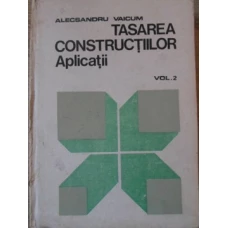 ALECSANDRU VAICUM
TASAREA
CONSTRUCȚIILOR
Aplicații
VOL.2